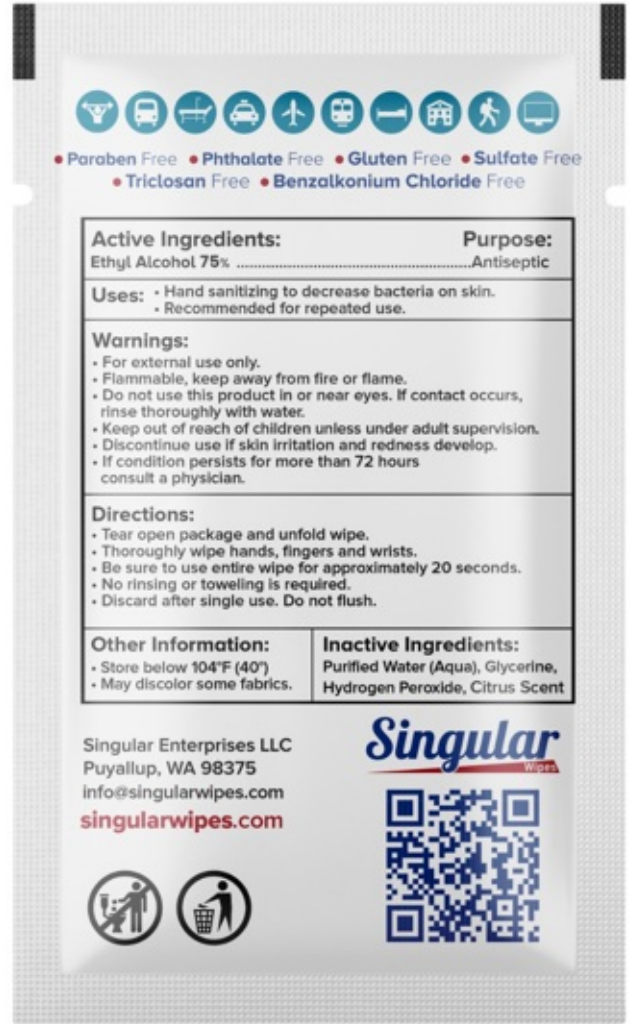 • Paraben Free • Phthalate Free • Gluten Free • Sulfate Free
• Triclosan Free • Benzalkonium Chloride Free
Active Ingredients: Purpose:
Ethyl Alcohol 75% ........................................Antiseptic
Uses: • Hand sanitizing to decrease bacteria on skin.
• Recommended for repeated use.
Warnings:
• For external use only.
• Flammable, keep away from fire or flame.
• Do not use this product in or near eyes. If contact occurs,
rinse thoroughly with water.
• Keep out of reach of children unless under adult supervision.
• Discontinue use if skin irritation and redness develop.
• If condition persists for more than 72 hours
consult a physician.
Directions:
• Tear open package and unfold wipe.
• Thoroughly wipe hands, fingers and wrists.
• Be sure to use entire wipe for approximately 20 seconds.
• No rinsing or toweling is required.
• Discard after single use. Do not flush.
Other Information:
• Store below 104°F (40°)
• May discolor some fabrics.
Inactive Ingredients:
Purified Water (Aqua), Glycerine,
Hydrogen Peroxide, Citrus Scent
Singular Enterprises LLC
Puyallup, WA 98375
info@singularwipes.com
singularwipes.com
Singular
Wipes